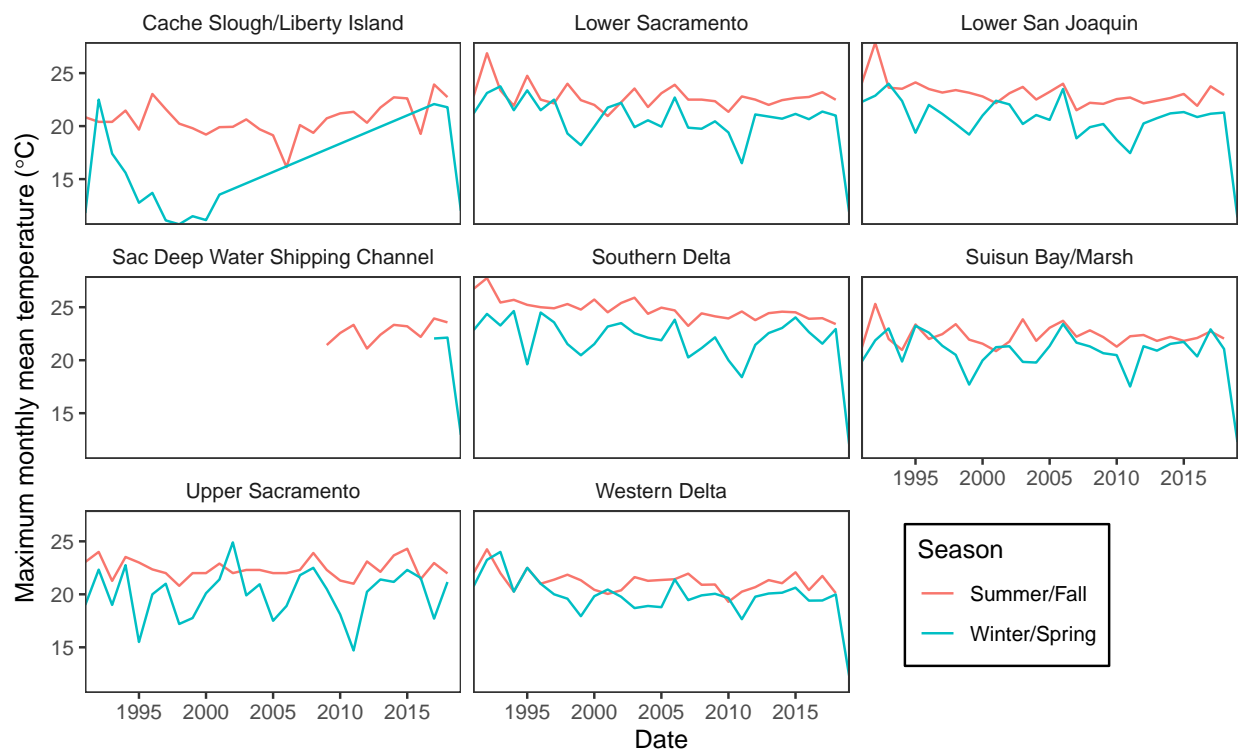 Cache Slough/Liberty Island
Lower Sacramento
Lower San Joaquin
25
20
15
Sac Deep Water Shipping Channel
Southern Delta
Suisun Bay/Marsh
25
20
15
1995 2000 2005 2010 2015
Upper Sacramento
Western Delta
25
20
15
1995 2000 2005 2010 2015
1995 2000 2005 2010 2015
Maximum monthly mean temperature (°C)
Date
Season
Summer/Fall
Winter/Spring